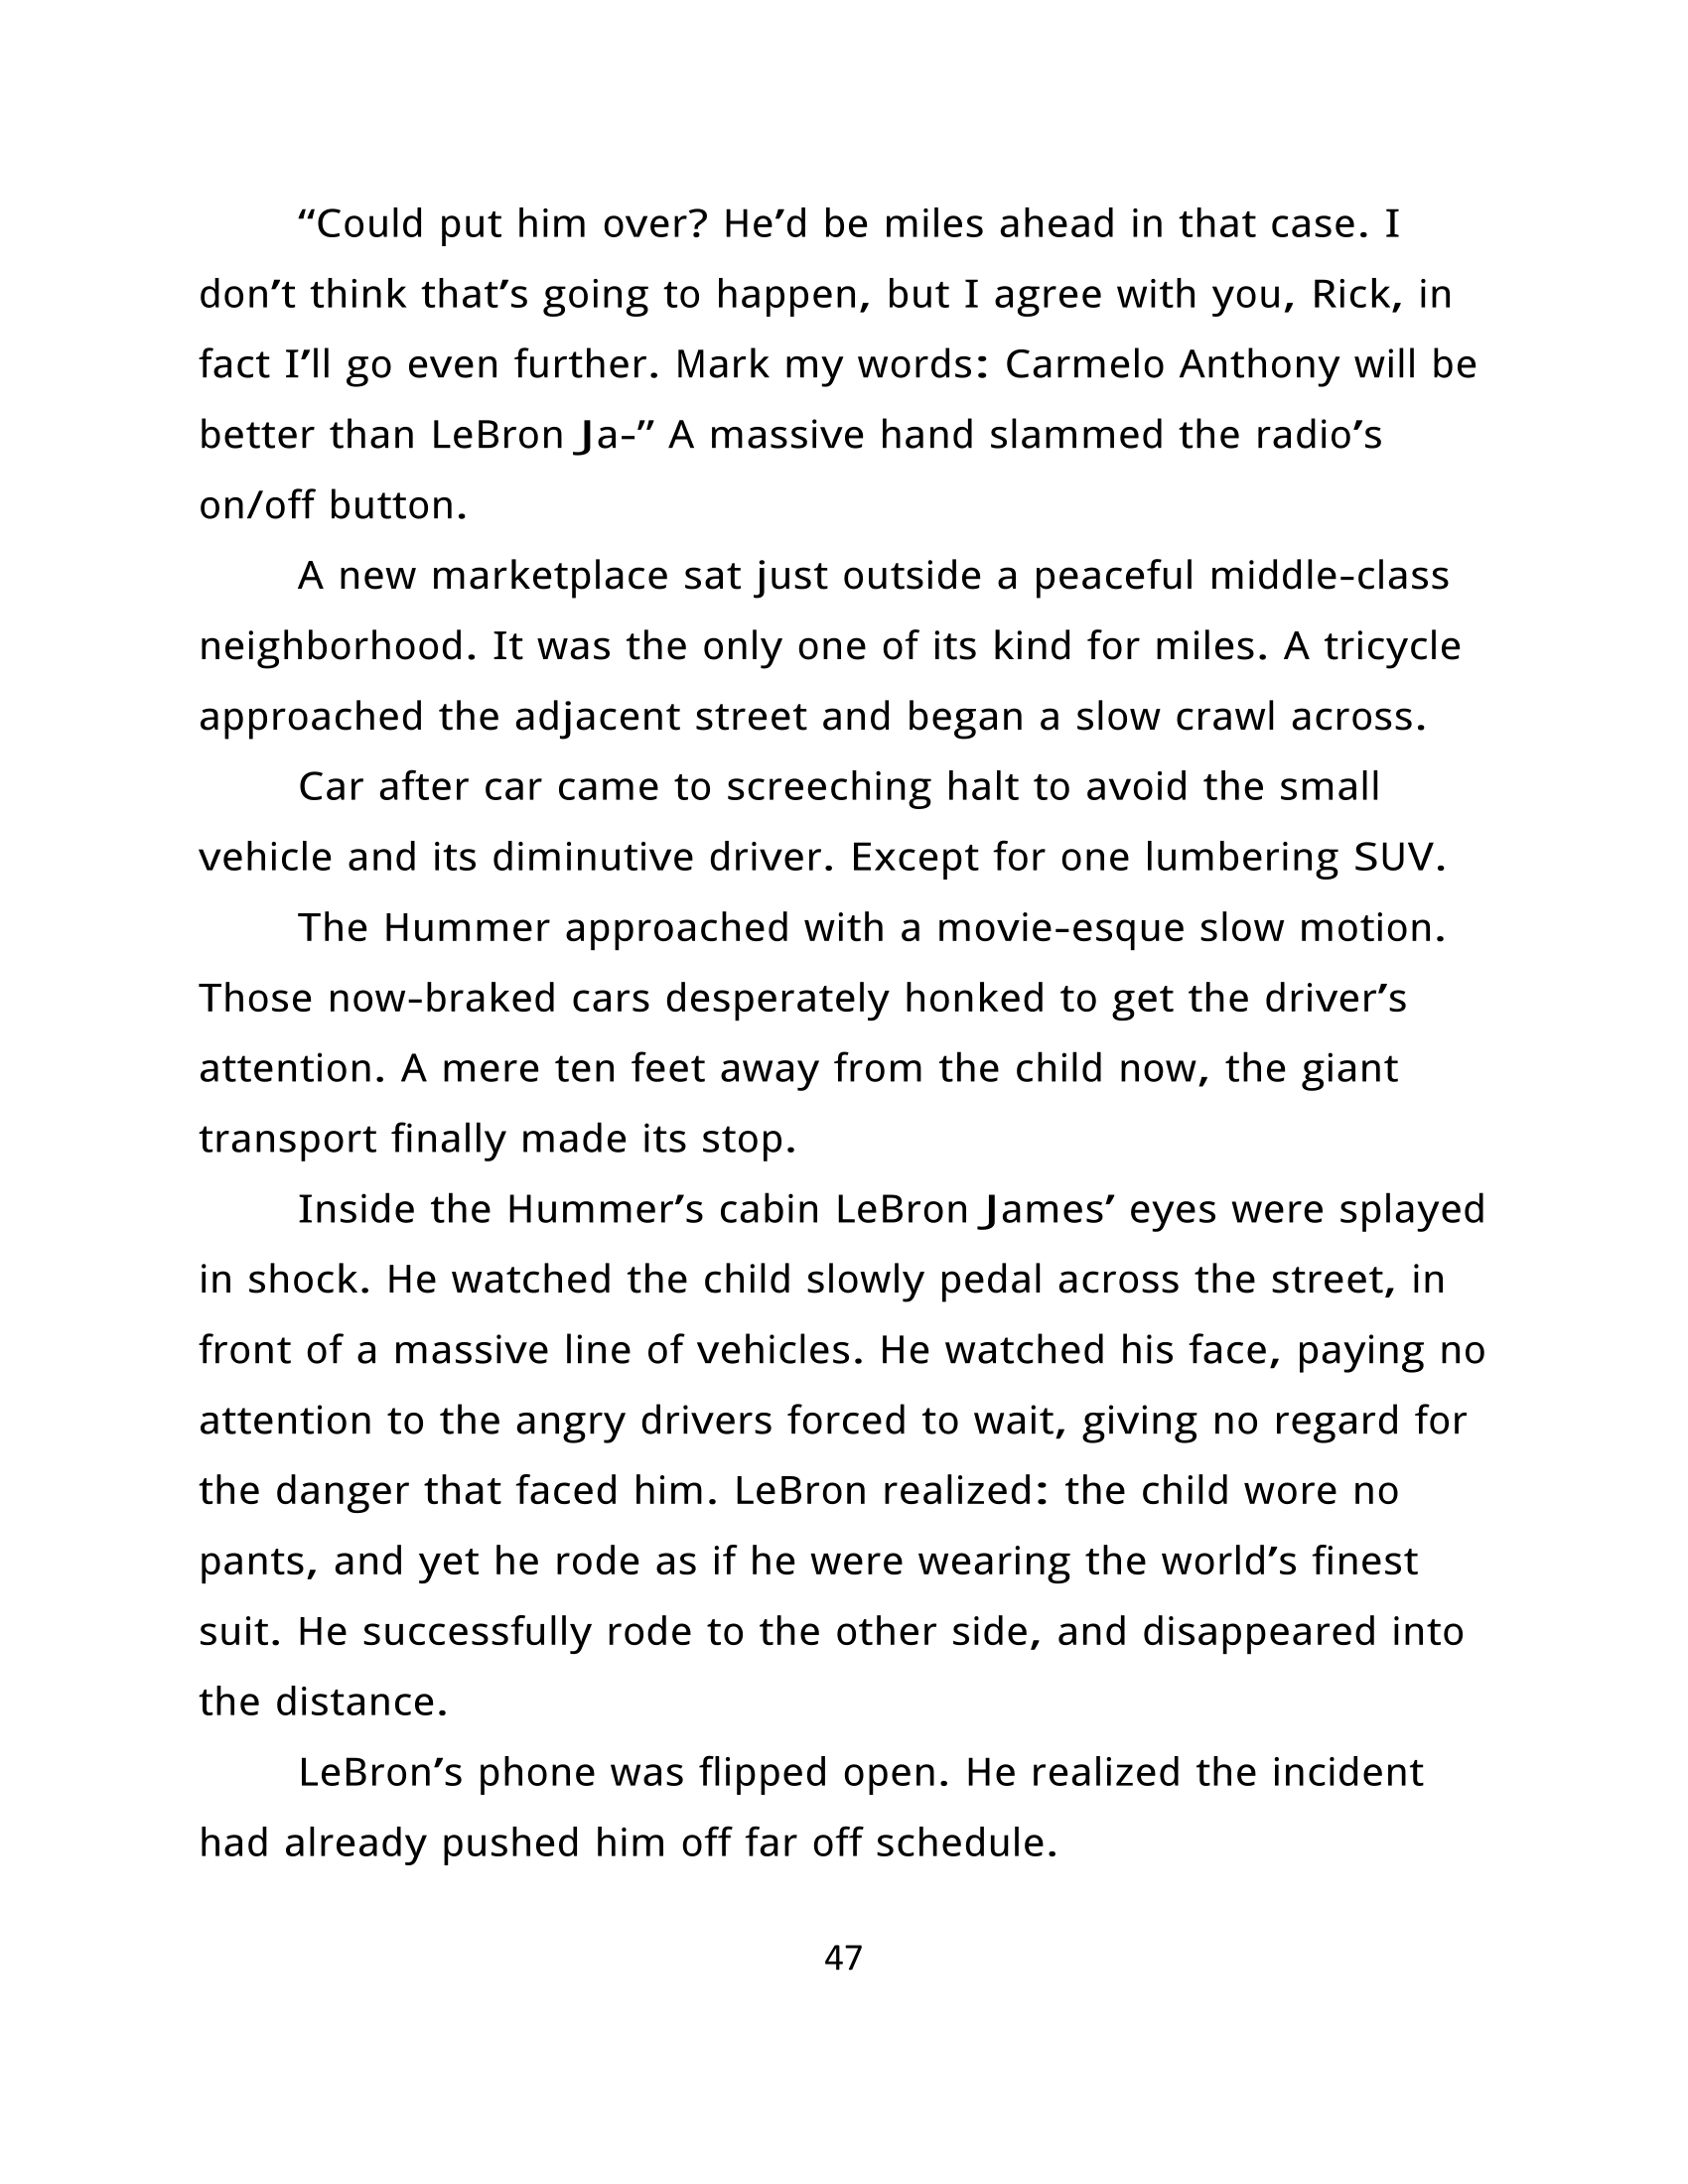 “Could put him over? He’d be miles ahead in that case. I
don’t think that’s going to happen, but I agree with you, Rick, in
fact I’ll go even further. Mark my words: Carmelo Anthony will be
better than LeBron Ja-” A massive hand slammed the radio’s
on/off button.
A new marketplace sat just outside a peaceful middle-class
neighborhood. It was the only one of its kind for miles. A tricycle
approached the adjacent street and began a slow crawl across.
Car after car came to screeching halt to avoid the small
vehicle and its diminutive driver. Except for one lumbering SUV.
The Hummer approached with a movie-esque slow motion.
Those now-braked cars desperately honked to get the driver’s
attention. A mere ten feet away from the child now, the giant
transport finally made its stop.
Inside the Hummer’s cabin LeBron James’ eyes were splayed
in shock. He watched the child slowly pedal across the street, in
front of a massive line of vehicles. He watched his face, paying no
attention to the angry drivers forced to wait, giving no regard for
the danger that faced him. LeBron realized: the child wore no
pants, and yet he rode as if he were wearing the world’s finest
suit. He successfully rode to the other side, and disappeared into
the distance.
LeBron’s phone was flipped open. He realized the incident
had already pushed him off far off schedule.
47